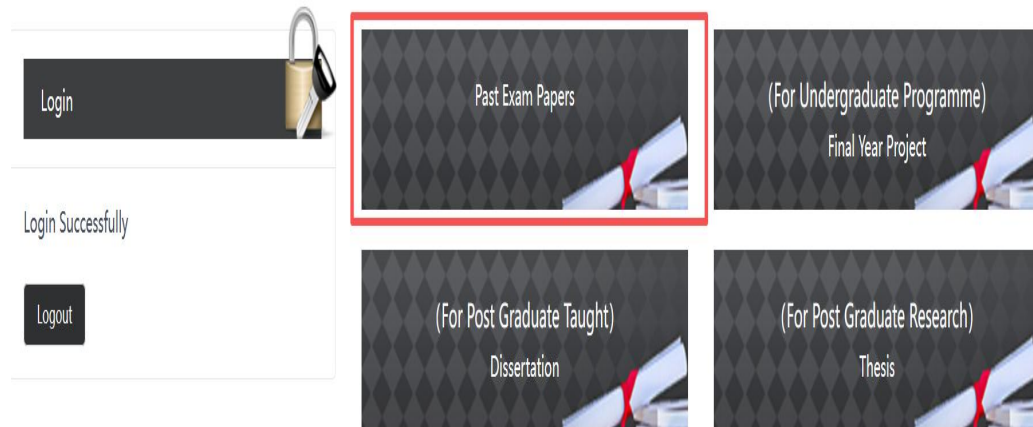 Login
Login Successfully
Logout
Past Exam Papers
(For Undergraduate Programme)
Final Year Project
(For Post Graduate Taught)
Dissertation
(For Post Graduate Research)
Thesis